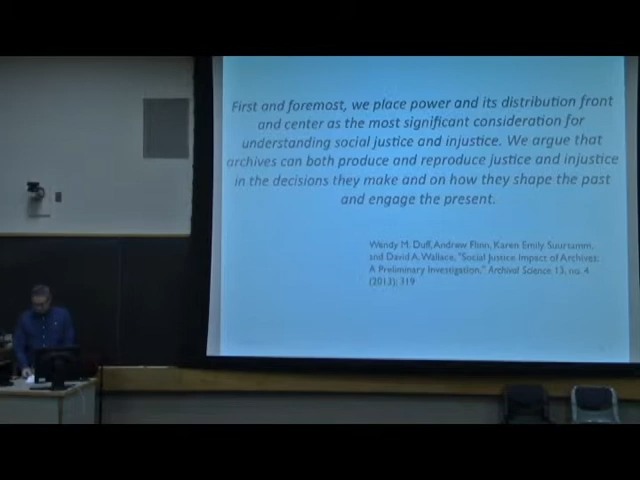 First and foremost, we place power and its distribution front
and center as the most significant consideration for
understanding social justice and injustice. We argue that
archives can both produce and reproduce justice and injustice
in the decisions they make and on how they shape the past
and engage the present.
Wendy M. Duff, Andrew Flinn, Karen Emily Suurtamm,
and David A. Wallace, "Social Justice Impact of Archives:
A Preliminary Investigation," Archival Science 13, no. 4
(2013): 319